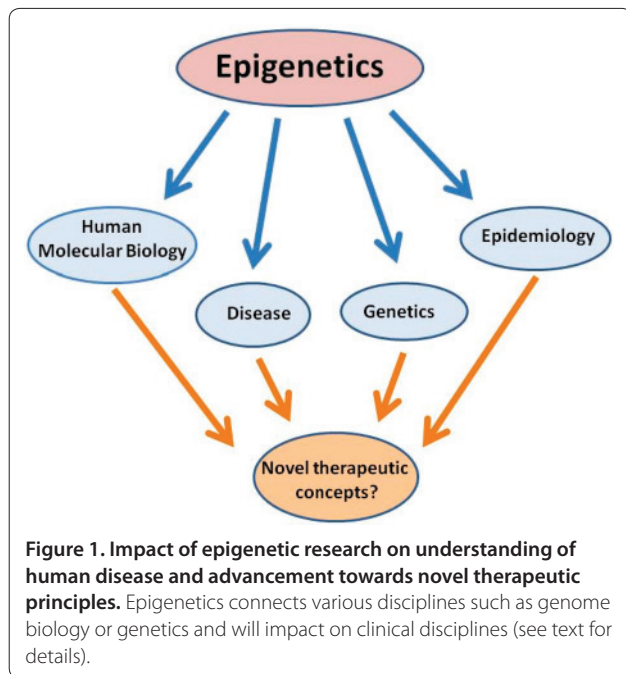 Epigenetics
Human
Molecular Biology
Epidemiology
Disease
Genetics
Novel therapeutic
concepts?
Figure 1. Impact of epigenetic research on understanding of
human disease and advancement towards novel therapeutic
principles. Epigenetics connects various disciplines such as genome
biology or genetics and will impact on clinical disciplines (see text for
details).